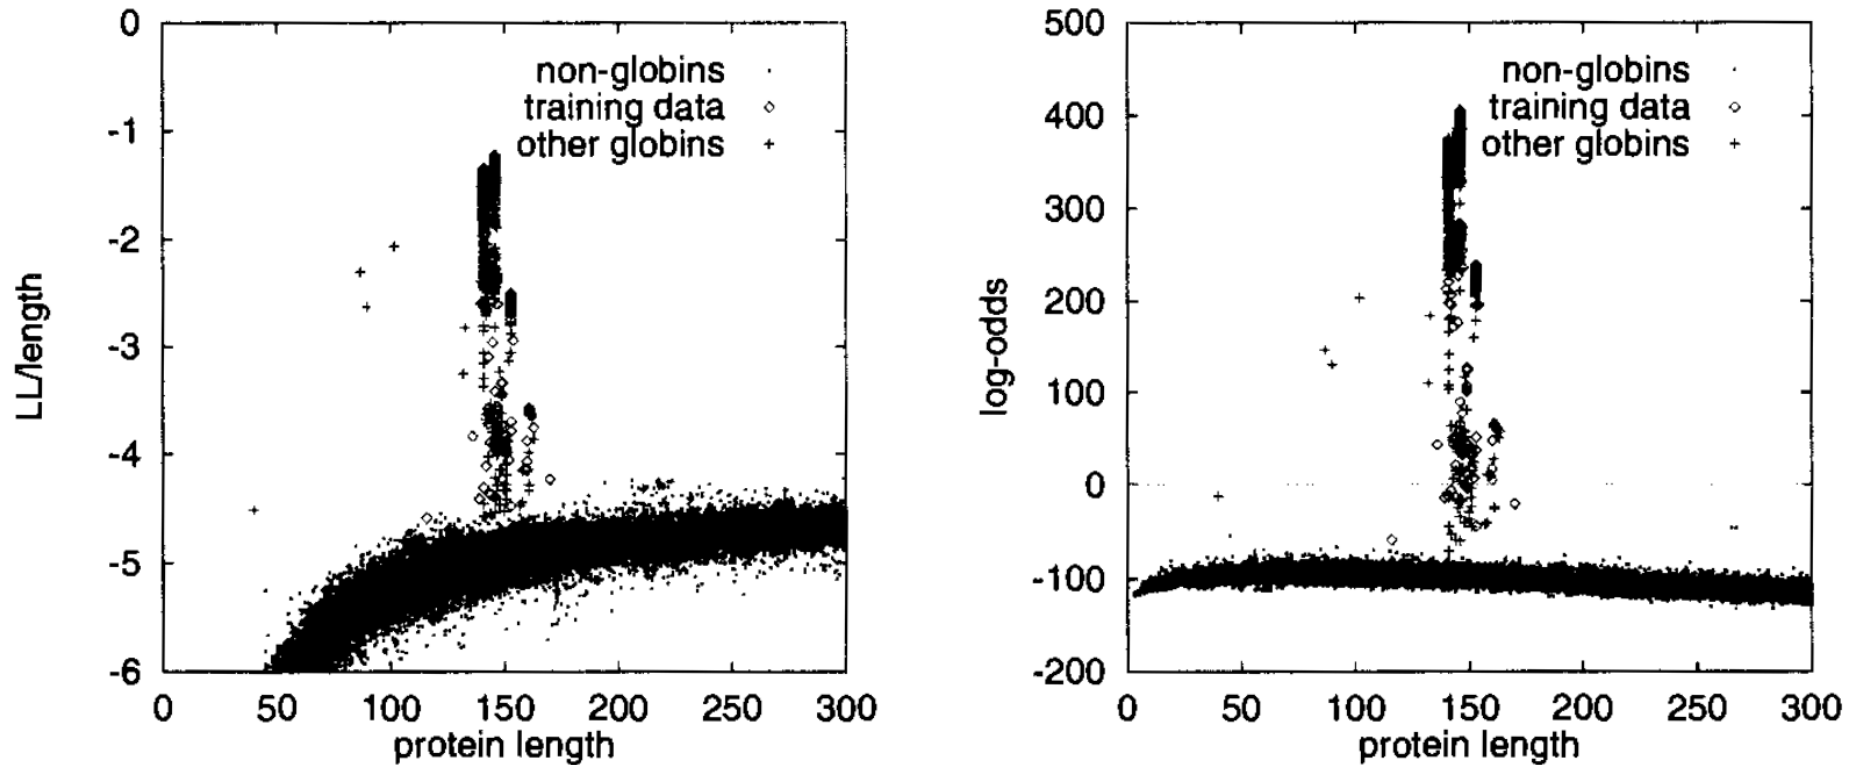 0
-1
-2
-3
-4
-5
-6
LL/length
non-globins
training data
other globins
0 50 100 150 200 250 300
protein length
500
400
300
200
100
0
-100
-200
log-odds
non-globins
training data
other globins
0 50 100 150 200 250 300
protein length